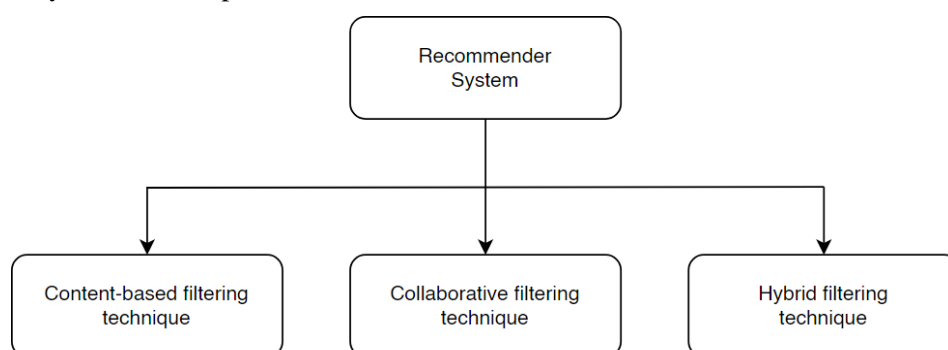 Recommender
System
Content-based filtering
technique
Collaborative filtering
technique
Hybrid filtering
technique